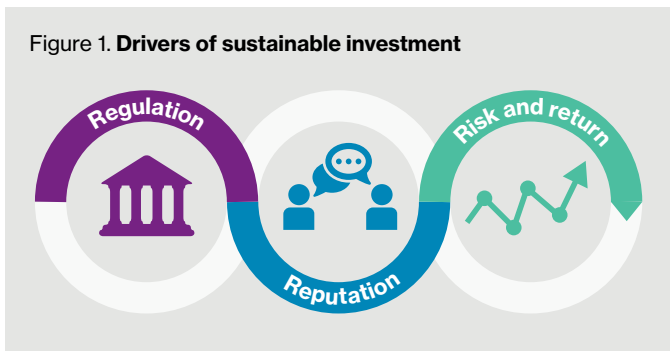 Figure 1. Drivers of sustainable investment
Regulation
Reputation
Risk and return